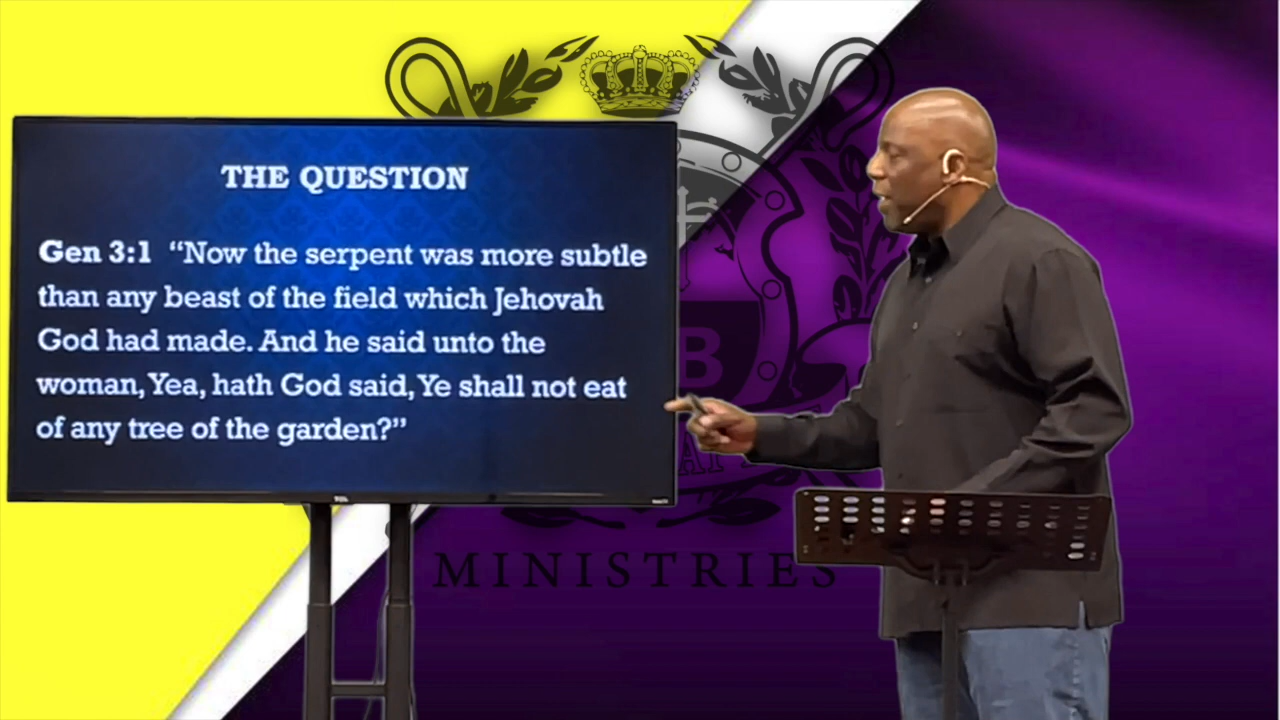 THE QUESTION
Gen 3:1 “Now the serpent was more subtle
than any beast of the field which Jehovah
God had made. And he said unto the
woman, Yea, hath God said, Ye shall not eat
of any tree of the garden?”
TCL
B
MINISTRIES